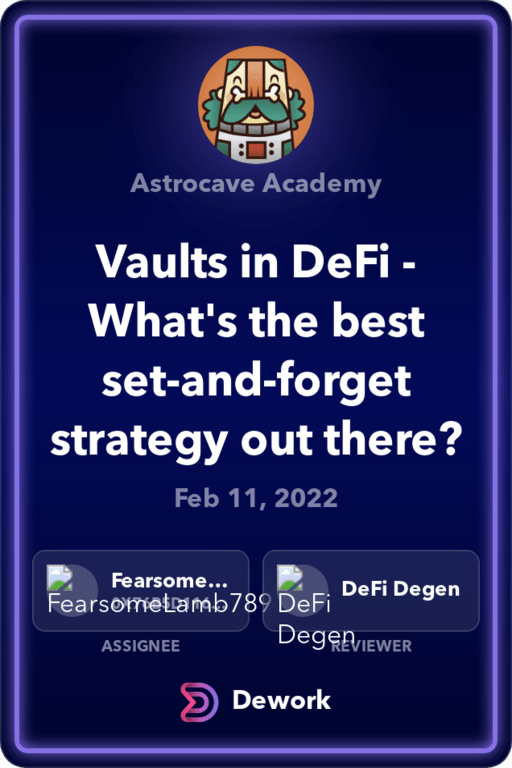 Astrocave Academy
Vaults in DeFi -
What's the best
set-and-forget
strategy out there?
Feb 11, 2022
Fearsome...
FearsomeLamb789
ASSIGNEE
DeFi Degen
DeFi
Degen
REVIEWER
Dework